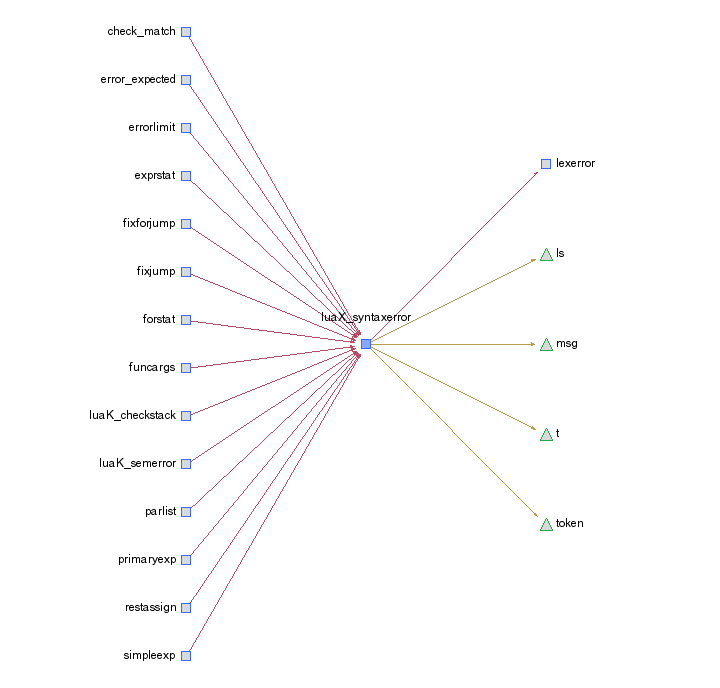 check_match
error_expected
errorlimit
exprstat
fixforjump
fixjump
forstat
funcargs
luaK_checkstack
luaK_semerror
parlist
primaryexp
restassign
simpleexp
luaX_syntaxerror
lexerror
ls
msg
t
token